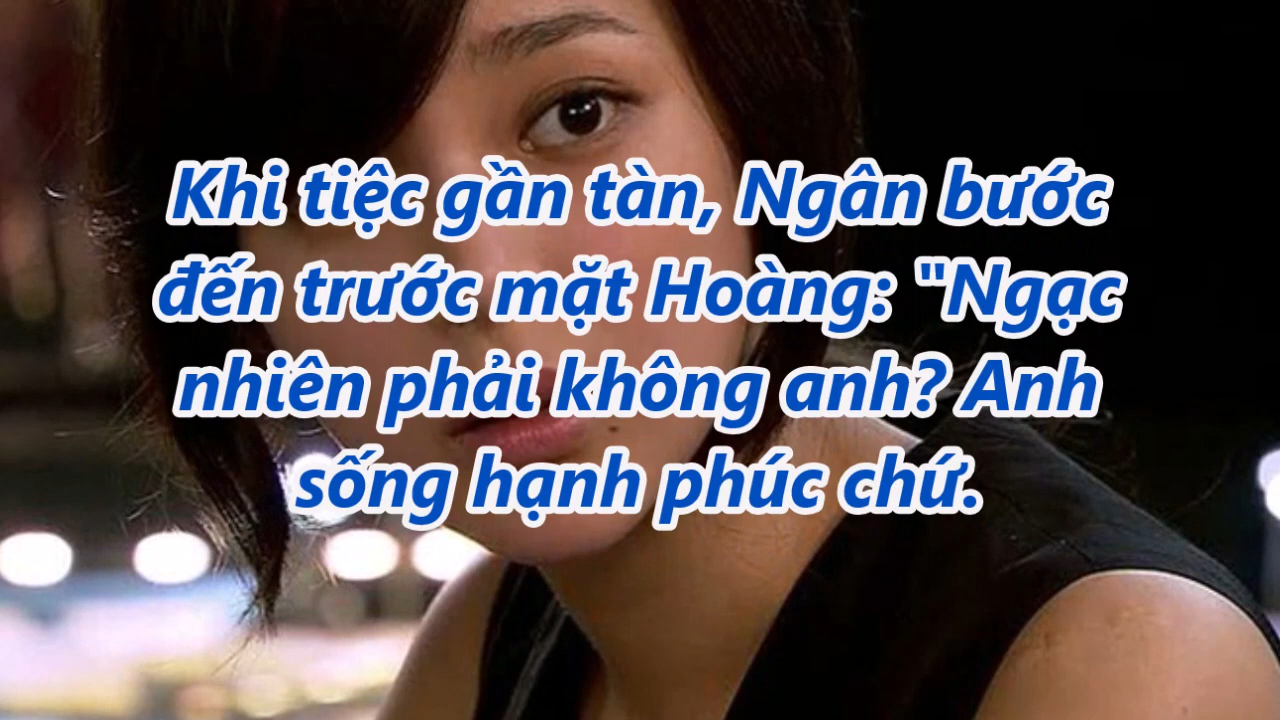 Khi tiệc gần tàn, Ngân bước
đến trước mặt Hoàng: "Ngạc
nhiên phải không anh? Anh
sống hạnh phúc chứ.